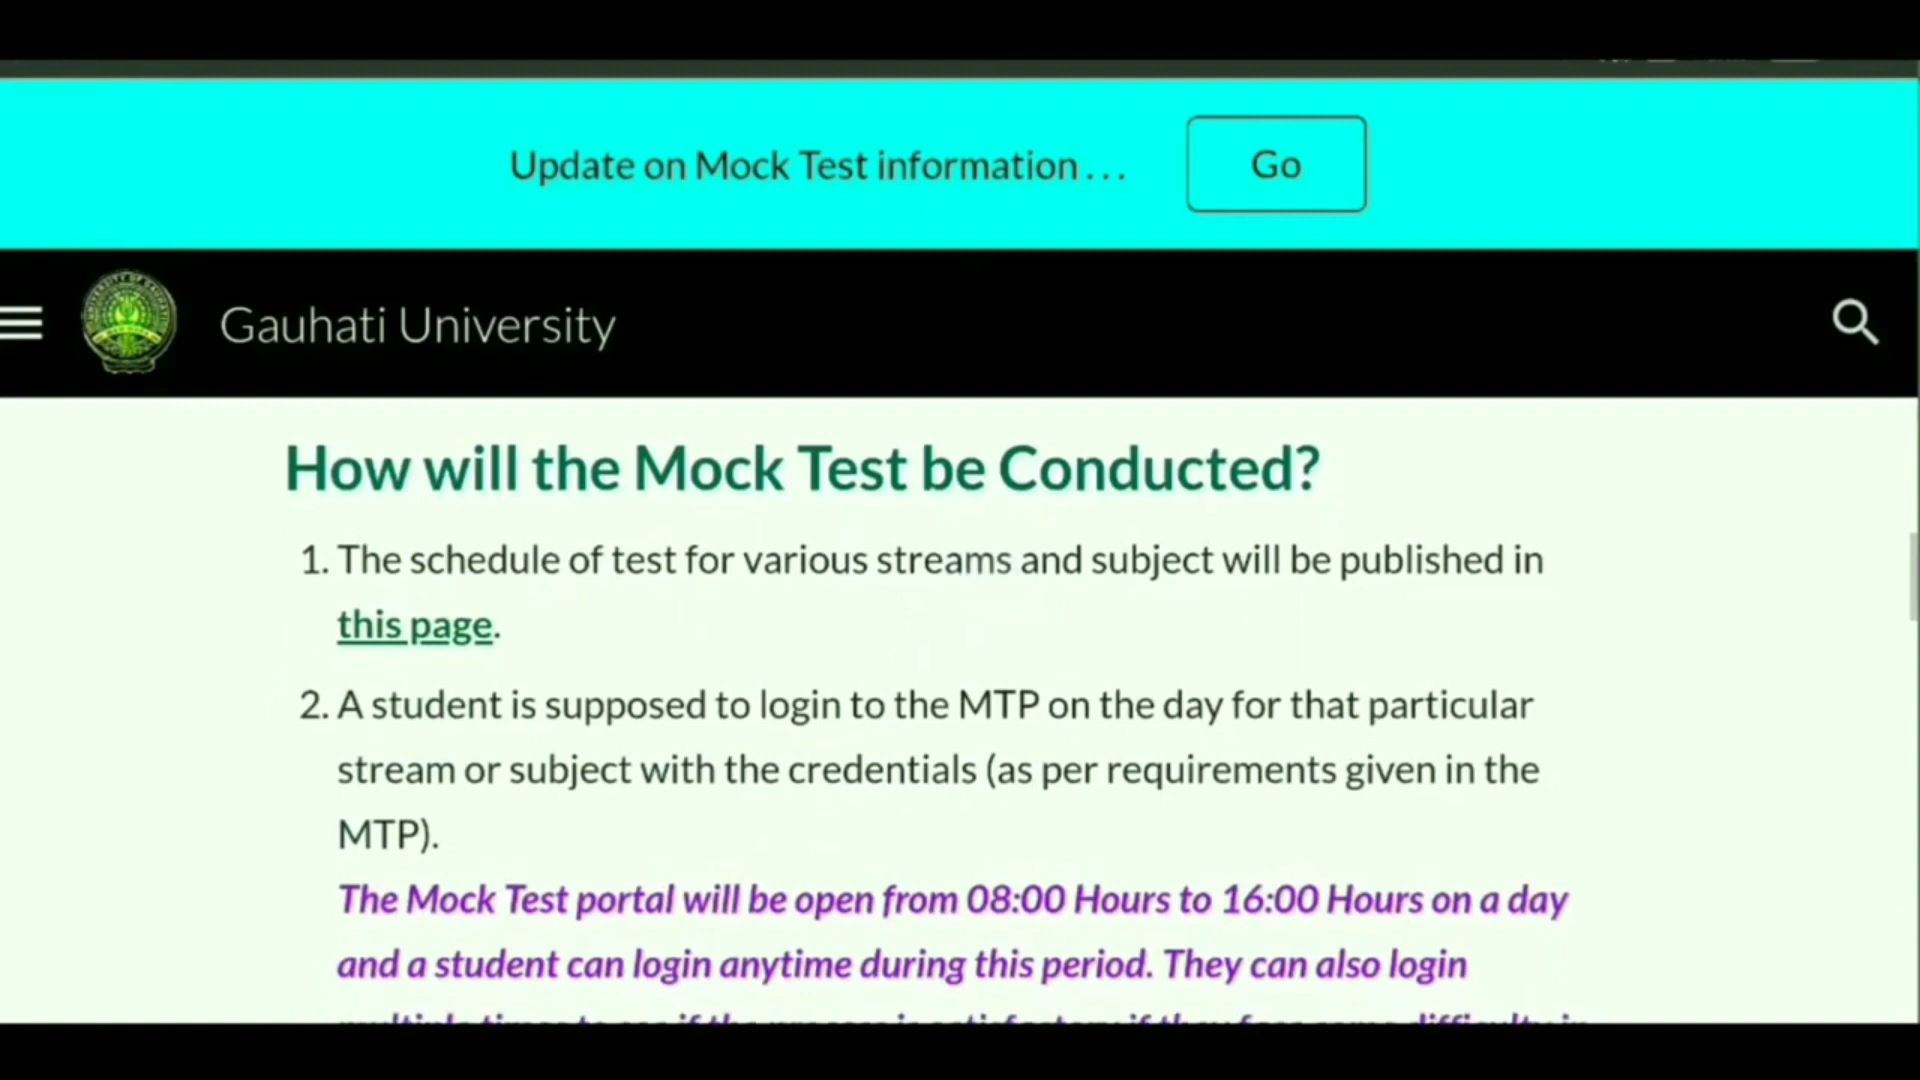 Update on Mock Test information...
Go
Gauhati University
How will the Mock Test be Conducted?
1. The schedule of test for various streams and subject will be published in
this page.
2. A student is supposed to login to the MTP on the day for that particular
stream or subject with the credentials (as per requirements given in the
MTP).
The Mock Test portal will be open from 08:00 Hours to 16:00 Hours on a day
and a student can login anytime during this period. They can also login